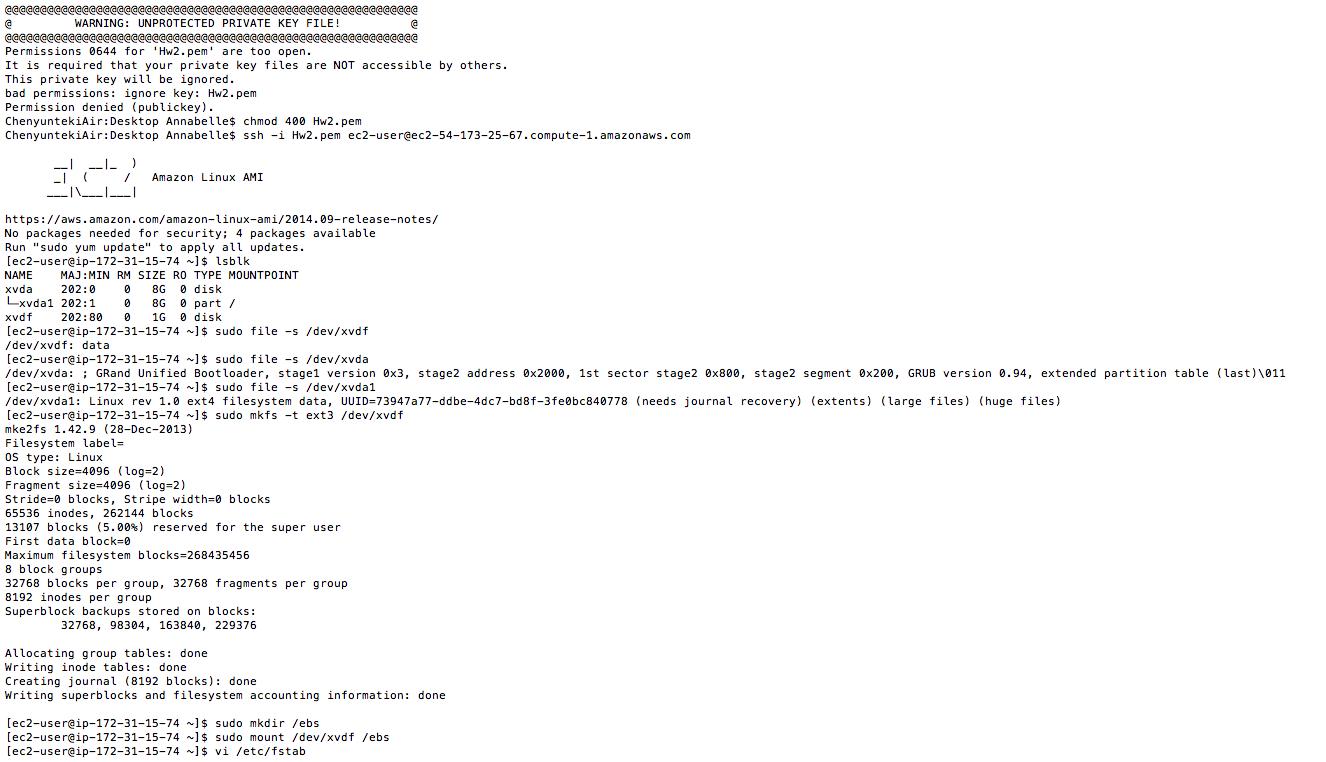 @@@@@@@@@@@@@@@@@@@@@@@@@@@@@@@@@@@@@@@@@@@@@@@@@@@@@@@@@@@
@         WARNING: UNPROTECTED PRIVATE KEY FILE!          @
@@@@@@@@@@@@@@@@@@@@@@@@@@@@@@@@@@@@@@@@@@@@@@@@@@@@@@@@@@@
Permissions 0644 for 'Hw2.pem' are too open.
It is required that your private key files are NOT accessible by others.
This private key will be ignored.
bad permissions: ignore key: Hw2.pem
Permission denied (publickey).
ChenyuntekiAir:Desktop Annabelle$ chmod 400 Hw2.pem
ChenyuntekiAir:Desktop Annabelle$ ssh -i Hw2.pem ec2-user@ec2-54-173-25-67.compute-1.amazonaws.com

       __|  __|_  )
       _|  (     /   Amazon Linux AMI
      ___|\___|___|

https://aws.amazon.com/amazon-linux-ami/2014.09-release-notes/
No packages needed for security; 4 packages available
Run "sudo yum update" to apply all updates.
[ec2-user@ip-172-31-15-74 ~]$ lsblk
NAME    MAJ:MIN RM SIZE RO TYPE MOUNTPOINT
xvda    202:0    0   8G  0 disk
└─xvda1 202:1    0   8G  0 part /
xvdf    202:80   0   1G  0 disk
[ec2-user@ip-172-31-15-74 ~]$ sudo file -s /dev/xvdf
/dev/xvdf: data
[ec2-user@ip-172-31-15-74 ~]$ sudo file -s /dev/xvda
/dev/xvda: ; GRand Unified Bootloader, stage1 version 0x3, stage2 address 0x2000, 1st sector stage2 0x800, stage2 segment 0x200, GRUB version 0.94, extended partition table (last)\011
[ec2-user@ip-172-31-15-74 ~]$ sudo file -s /dev/xvda1
/dev/xvda1: Linux rev 1.0 ext4 filesystem data, UUID=73947a77-ddbe-4dc7-bd8f-3fe0bc840778 (needs journal recovery) (extents) (large files) (huge files)
[ec2-user@ip-172-31-15-74 ~]$ sudo mkfs -t ext3 /dev/xvdf
mke2fs 1.42.9 (28-Dec-2013)
Filesystem label=
OS type: Linux
Block size=4096 (log=2)
Fragment size=4096 (log=2)
Stride=0 blocks, Stripe width=0 blocks
65536 inodes, 262144 blocks
13107 blocks (5.00%) reserved for the super user
First data block=0
Maximum filesystem blocks=268435456
8 block groups
32768 blocks per group, 32768 fragments per group
8192 inodes per group
Superblock backups stored on blocks:
        32768, 98304, 163840, 229376

Allocating group tables: done
Writing inode tables: done
Creating journal (8192 blocks): done
Writing superblocks and filesystem accounting information: done

[ec2-user@ip-172-31-15-74 ~]$ sudo mkdir /ebs
[ec2-user@ip-172-31-15-74 ~]$ sudo mount /dev/xvdf /ebs
[ec2-user@ip-172-31-15-74 ~]$ vi /etc/fstab